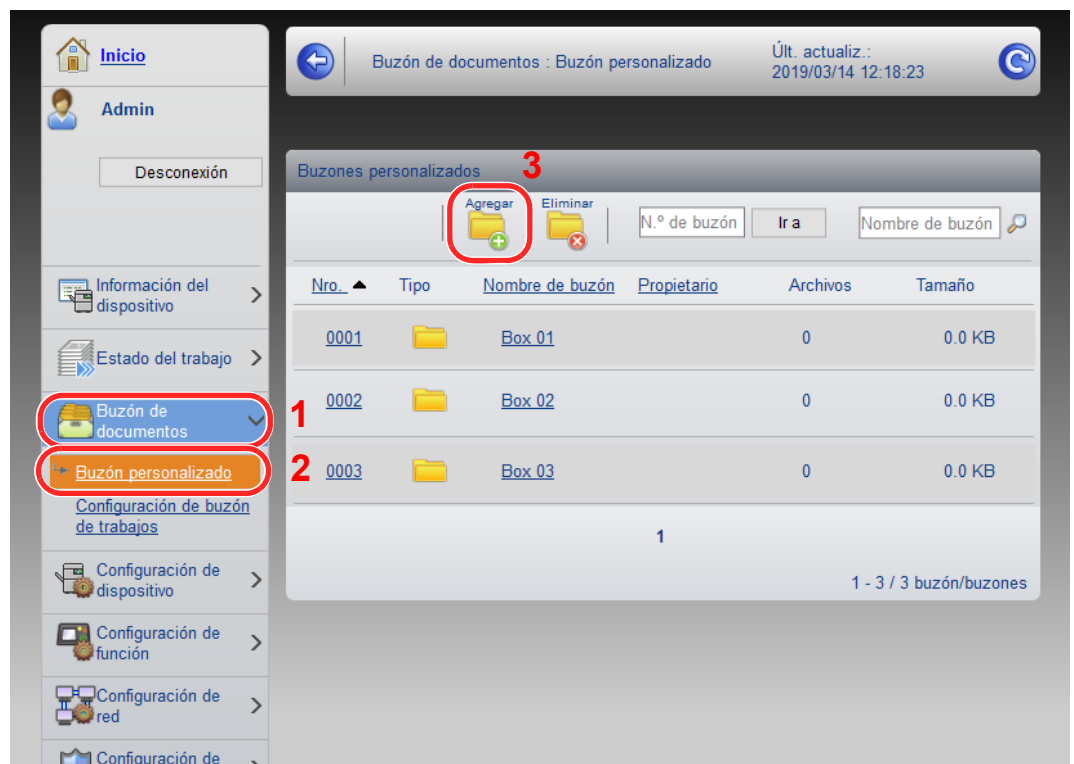 Inicio
Admin
Desconexión
Información del
dispositivo
Estado del trabajo
Buzón de
documentos
1
Buzón personalizado
2
Configuración de buzón
de trabajos
Configuración de
dispositivo
Configuración de
función
Configuración de
red
Configuración de
Buzón de documentos : Buzón personalizado
Últ. actualiz.:
2019/03/14 12:18:23
Buzones personalizados
3
Agregar
Eliminar
N.º de buzón
Ir a
Nombre de buzón
Nro. Tipo Nombre de buzón Propietario Archivos Tamaño
0001 Box 01 0 0.0 KB
0002 Box 02 0 0.0 KB
0003 Box 03 0 0.0 KB
1
1 - 3 / 3 buzón/buzones